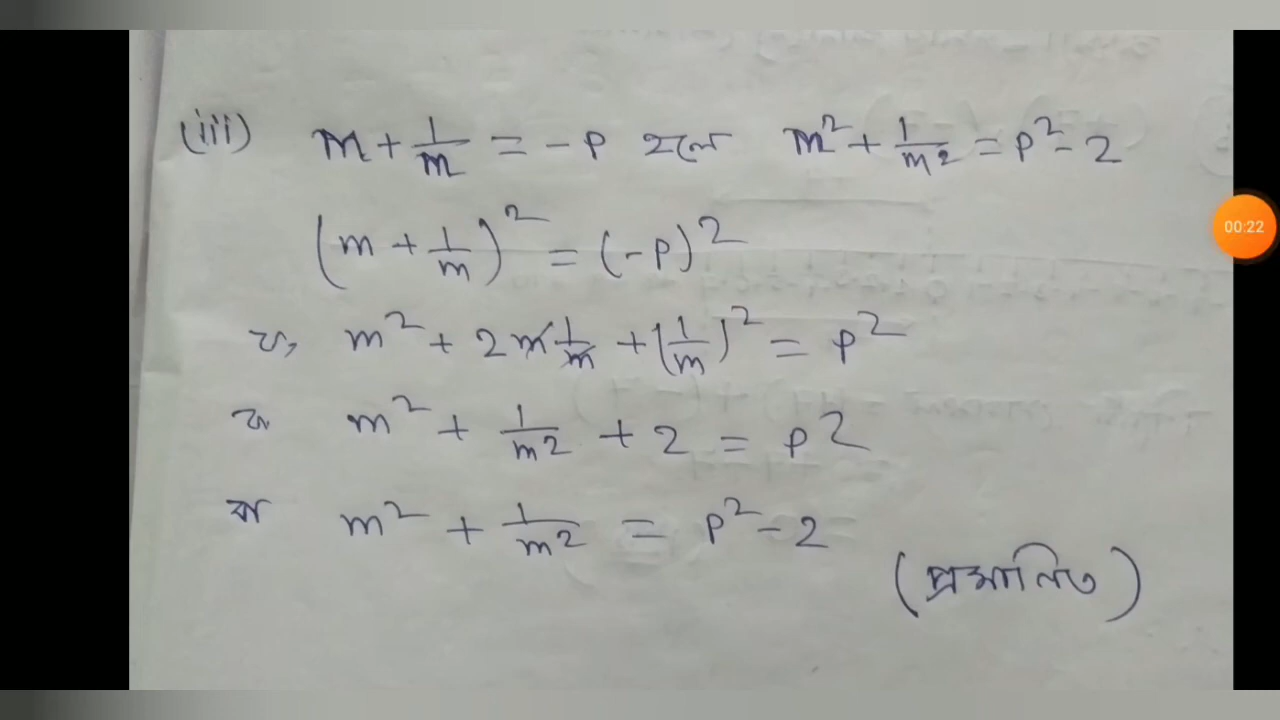 (iii) m + 1/m = -p হলে m² + 1/m² = p² - 2
(m + 1/m)² = (-p)²
বা, m² + 2 m 1/m + (1/m)² = p²
বা m² + 1/m² + 2 = p²
বা m² + 1/m² = p² - 2
(প্রমানিত)
00:22